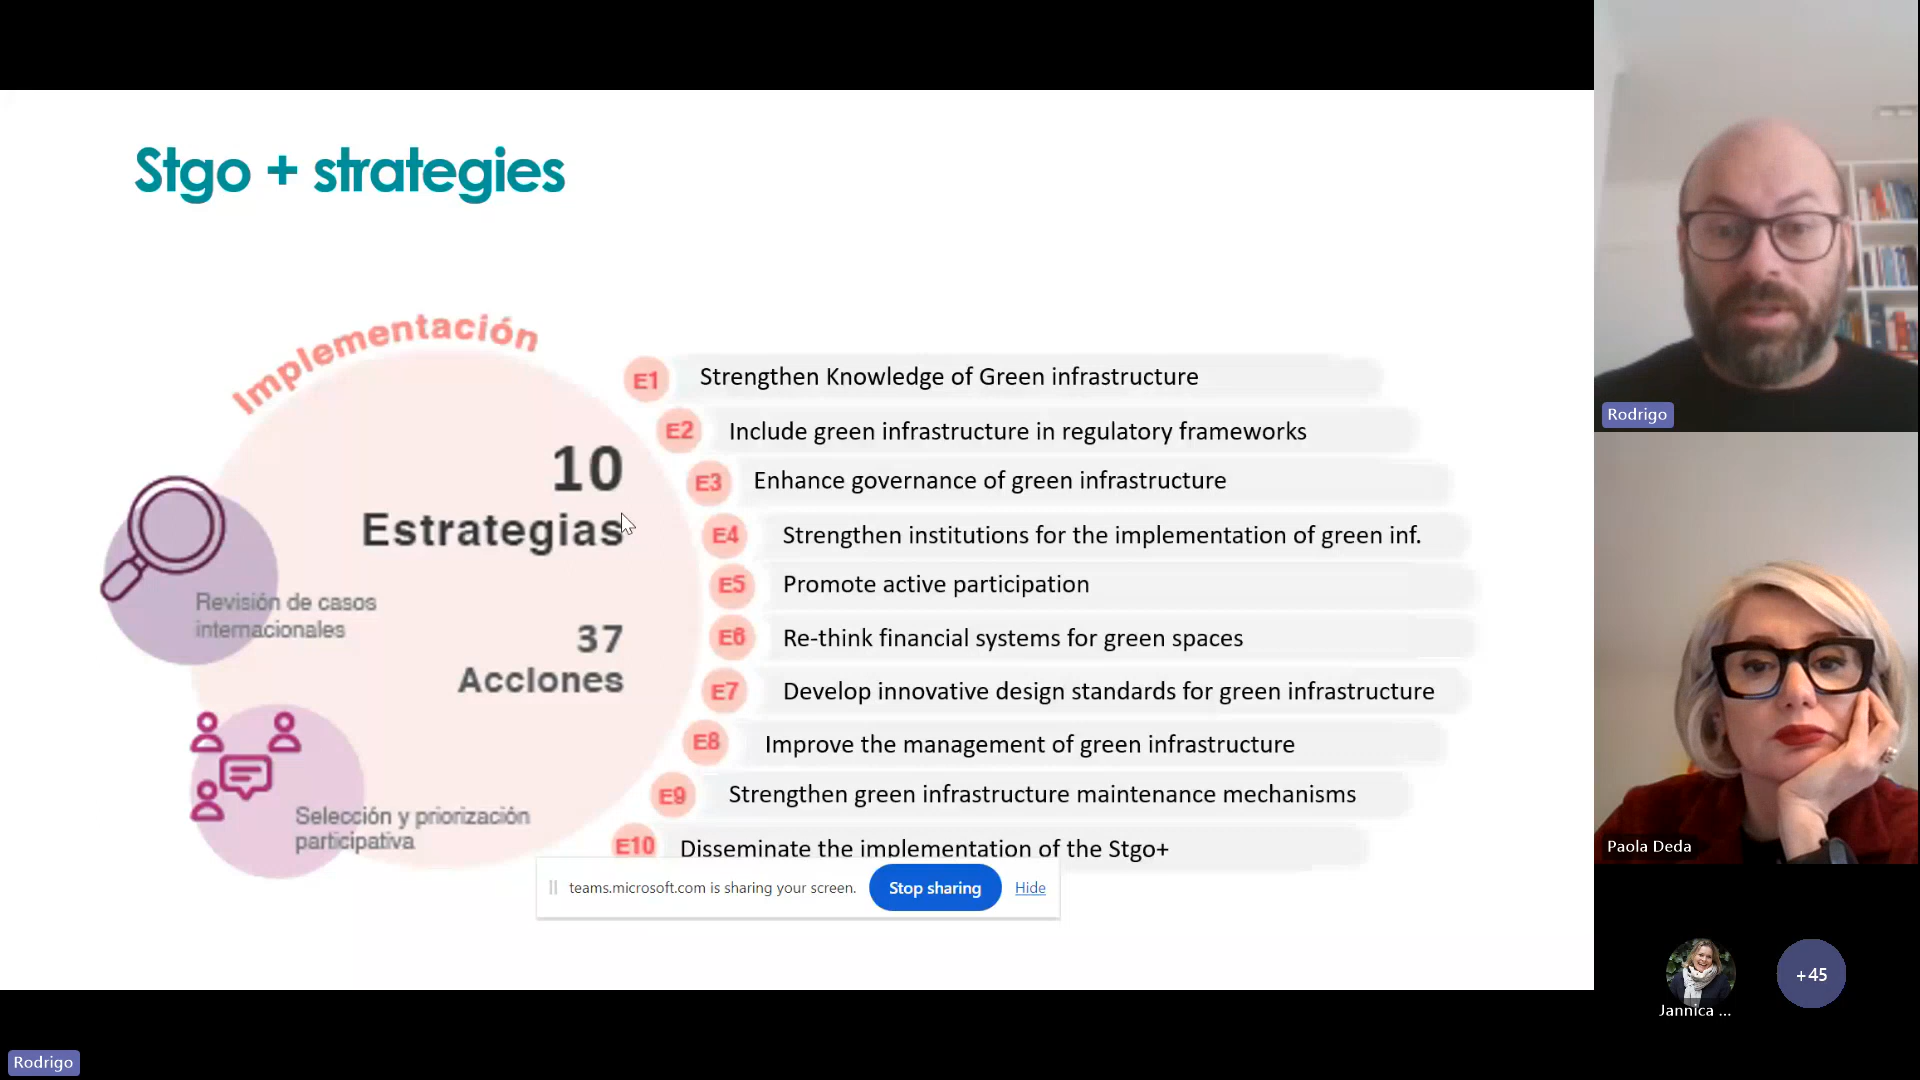 Stgo + strategies
Implementación
10
Estrategias
37
Acciones
Revisión de casos
internacionales
Selección y priorización
participativa
E1 Strengthen Knowledge of Green infrastructure
E2 Include green infrastructure in regulatory frameworks
E3 Enhance governance of green infrastructure
E4 Strengthen institutions for the implementation of green inf.
E5 Promote active participation
E6 Re-think financial systems for green spaces
E7 Develop innovative design standards for green infrastructure
E8 Improve the management of green infrastructure
E9 Strengthen green infrastructure maintenance mechanisms
E10 Disseminate the implementation of the Stgo+
teams.microsoft.com is sharing your screen. Stop sharing Hide
Rodrigo
Paola Deda
Jannica ...
+45
Rodrigo